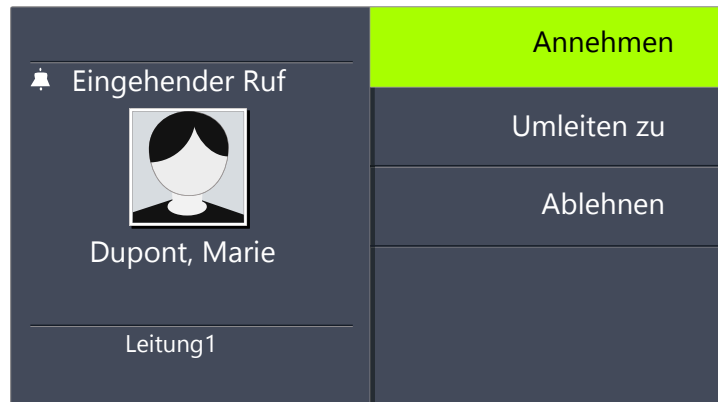 Eingehender Ruf
Dupont, Marie
Leitung1
Annehmen
Umleiten zu
Ablehnen